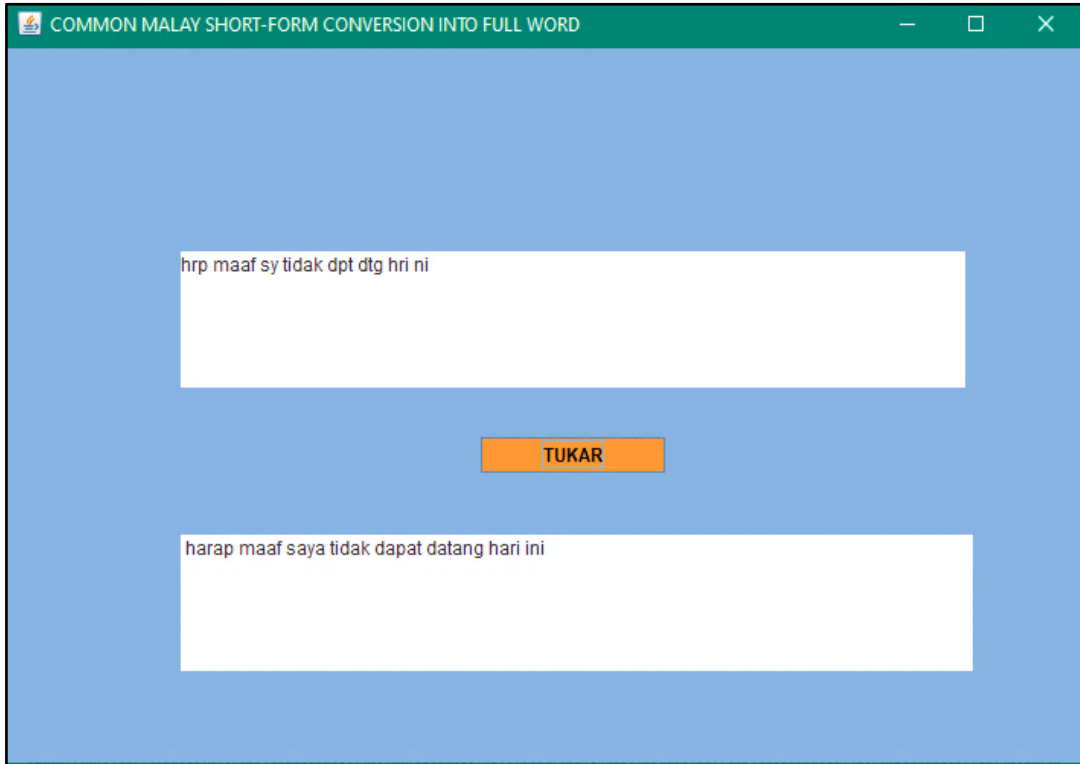 COMMON MALAY SHORT-FORM CONVERSION INTO FULL WORD
hrp maaf sy tidak dpt dtg hri ni
TUKAR
harap maaf saya tidak dapat datang hari ini